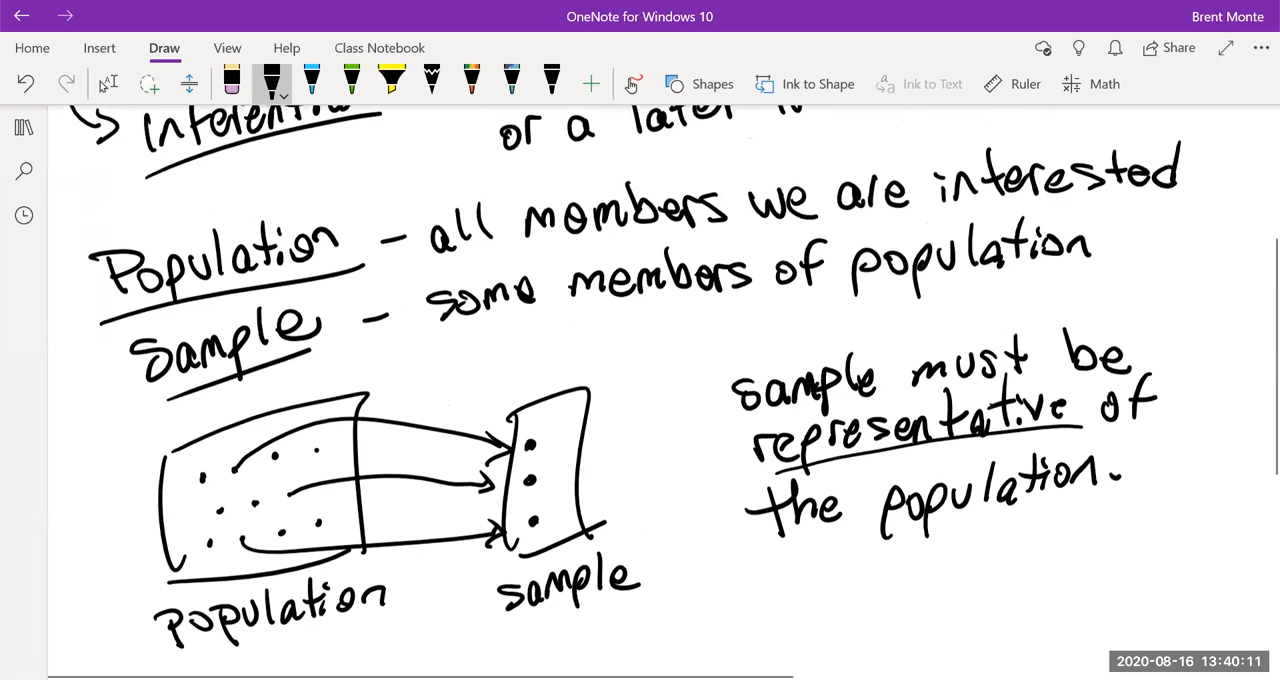 OneNote for Windows 10
Brent Monte
Home Insert Draw View Help Class Notebook
Share
Shapes Ink to Shape Ink to Text Ruler Math
or a later
Population - all members we are interested
Sample - some members of population
sample must be
representative of
the population.
population
sample
2020-08-16 13:40:11